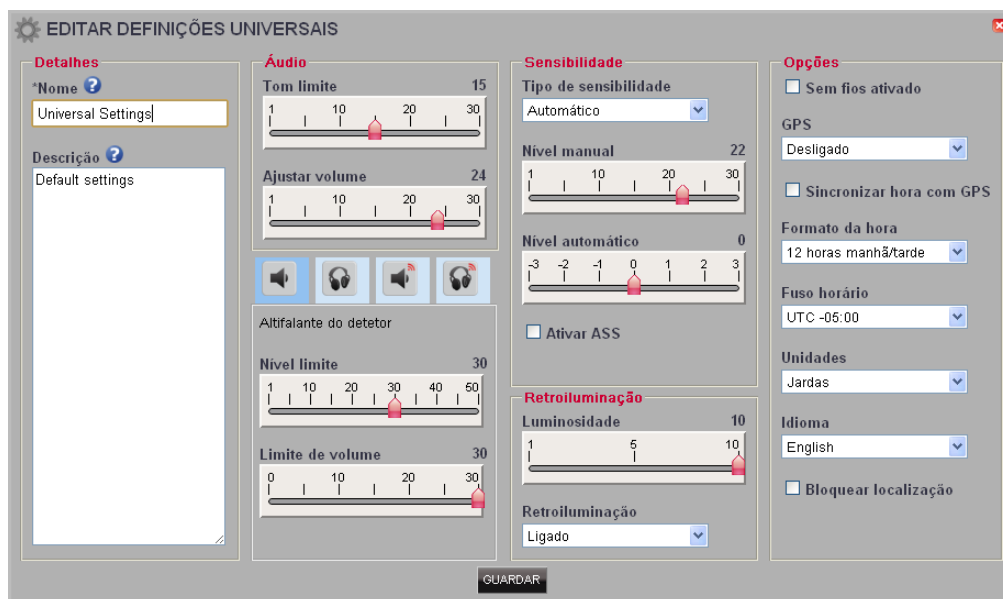 EDITAR DEFINIÇÕES UNIVERSAIS
Detalhes
*Nome ?
Universal Settings
Descrição ?
Default settings
Áudio
Tom limite 15
1 10 20 30
Ajustar volume 24
1 10 20 30
Altifalante do detetor
Nível limite 30
1 10 20 30 40 50
Limite de volume 30
0 10 20 30
Sensibilidade
Tipo de sensibilidade
Automático
Nível manual 22
1 10 20 30
Nível automático 0
-3 -2 -1 0 1 2 3
Ativar ASS
Retroiluminação
Luminosidade 10
1 5 10
Retroiluminação
Ligado
Opções
Sem fios ativado
GPS
Desligado
Sincronizar hora com GPS
Formato da hora
12 horas manhã/tarde
Fuso horário
UTC -05:00
Unidades
Jardas
Idioma
English
Bloquear localização
GUARDAR